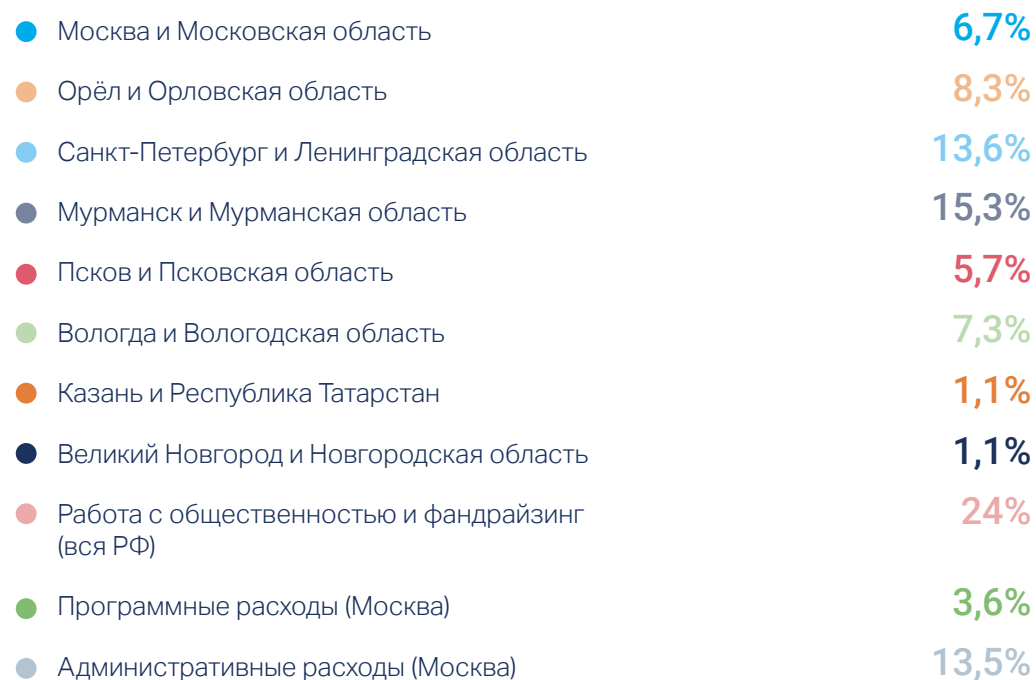 Москва и Московская область 6,7%
Орёл и Орловская область 8,3%
Санкт-Петербург и Ленинградская область 13,6%
Мурманск и Мурманская область 15,3%
Псков и Псковская область 5,7%
Вологда и Вологодская область 7,3%
Казань и Республика Татарстан 1,1%
Великий Новгород и Новгородская область 1,1%
Работа с общественностью и фандрайзинг 24%
(вся РФ)
Программные расходы (Москва) 3,6%
Административные расходы (Москва) 13,5%